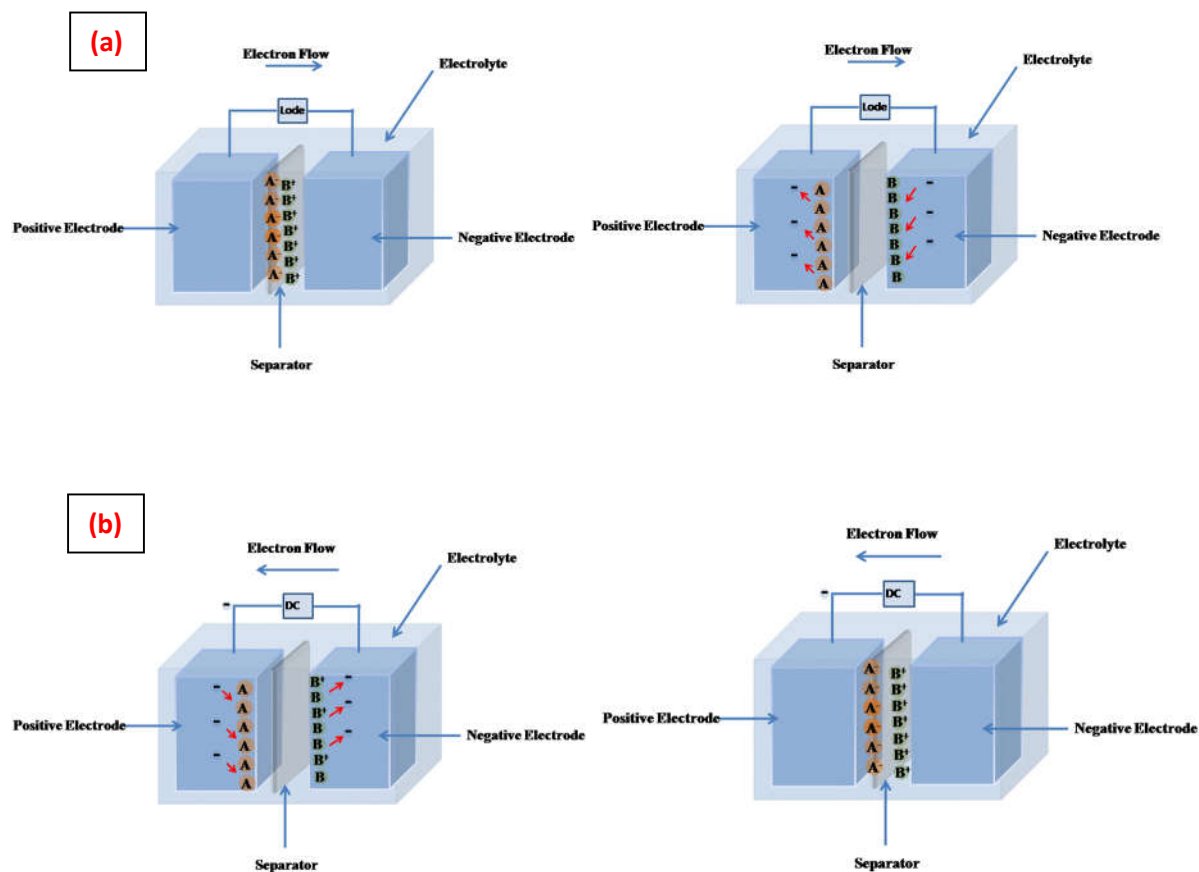 (a)
Electron Flow
Electrolyte
Lode
A- B+
A- B+
A- B+
A- B+
A- B+
A- B+
B+
Positive Electrode
Negative Electrode
Separator
Electron Flow
Electrolyte
Lode
- A B -
A B
- A B -
A B
- A B -
A B
B
Positive Electrode
Negative Electrode
Separator
(b)
Electron Flow
Electrolyte
- DC
- A B+ -
A B
- A B+ -
A B
- A B -
A B+
B
Positive Electrode
Negative Electrode
Separator
Electron Flow
Electrolyte
- DC
A- B+
A- B+
A- B+
A- B+
A- B+
A- B+
B+
Positive Electrode
Negative Electrode
Separator